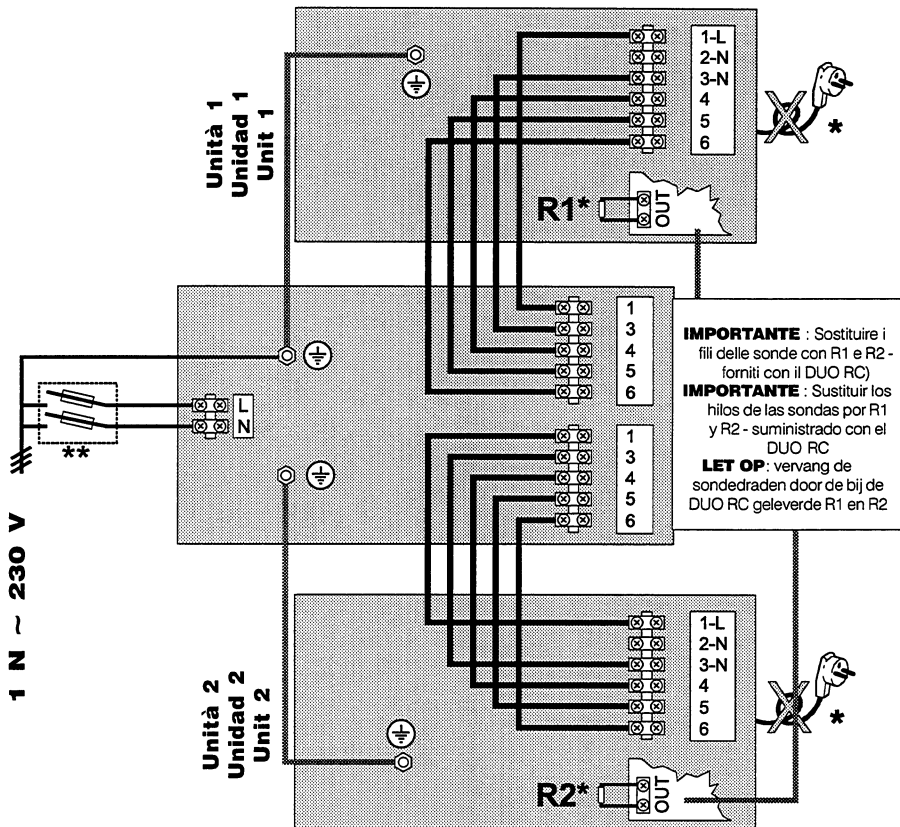 Unità 1
Unidad 1
Unit 1
1-L
2-N
3-N
4
5
6
*
R1*
OUT
1
3
4
5
6
L
N
**
1 N ~ 230 V
1
3
4
5
6
IMPORTANTE : Sostituire i
fili delle sonde con R1 e R2 -
forniti con il DUO RC)
IMPORTANTE : Sustituir los
hilos de las sondas por R1
y R2 - suministrado con el
DUO RC
LET OP: vervang de
sondedraden door de bij de
DUO RC geleverde R1 en R2
Unità 2
Unidad 2
Unit 2
1-L
2-N
3-N
4
5
6
*
R2*
OUT